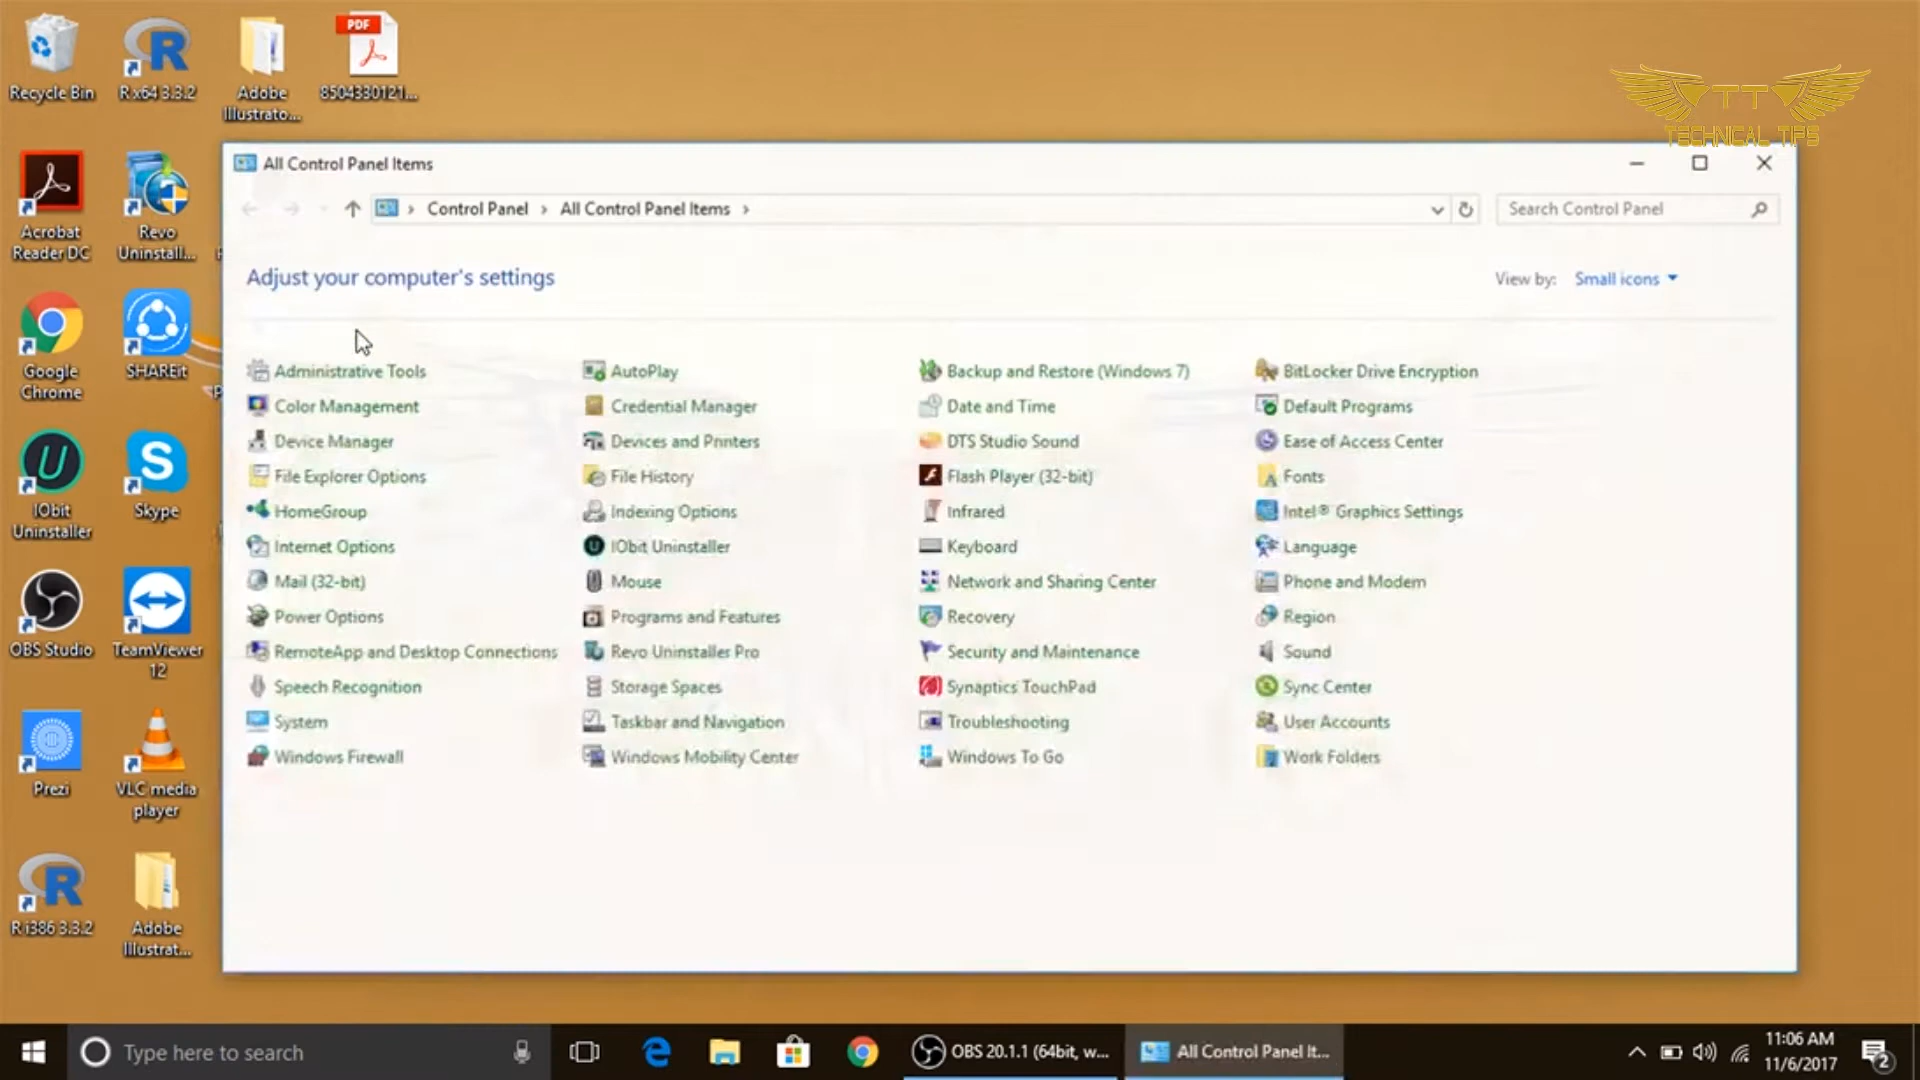 Recycle Bin
R x64 3.3.2
Adobe
Illustrato...
PDF
8504330121...
TT
TECHNICAL TIPS
Acrobat
Reader DC
Revo
Uninstall...
Google
Chrome
SHAREit
IObit
Uninstaller
Skype
OBS Studio
TeamViewer
12
Prezi
VLC media
player
R i386 3.3.2
Adobe
Illustrat...
All Control Panel Items
Control Panel > All Control Panel Items >
Search Control Panel
Adjust your computer's settings
View by: Small icons
Administrative Tools
AutoPlay
Backup and Restore (Windows 7)
BitLocker Drive Encryption
Color Management
Credential Manager
Date and Time
Default Programs
Device Manager
Devices and Printers
DTS Studio Sound
Ease of Access Center
File Explorer Options
File History
Flash Player (32-bit)
Fonts
HomeGroup
Indexing Options
Infrared
Intel® Graphics Settings
Internet Options
IObit Uninstaller
Keyboard
Language
Mail (32-bit)
Mouse
Network and Sharing Center
Phone and Modem
Power Options
Programs and Features
Recovery
Region
RemoteApp and Desktop Connections
Revo Uninstaller Pro
Security and Maintenance
Sound
Speech Recognition
Storage Spaces
Synaptics TouchPad
Sync Center
System
Taskbar and Navigation
Troubleshooting
User Accounts
Windows Firewall
Windows Mobility Center
Windows To Go
Work Folders
Type here to search
OBS 20.1.1 (64bit, w...
All Control Panel It...
11:06 AM
11/6/2017
2